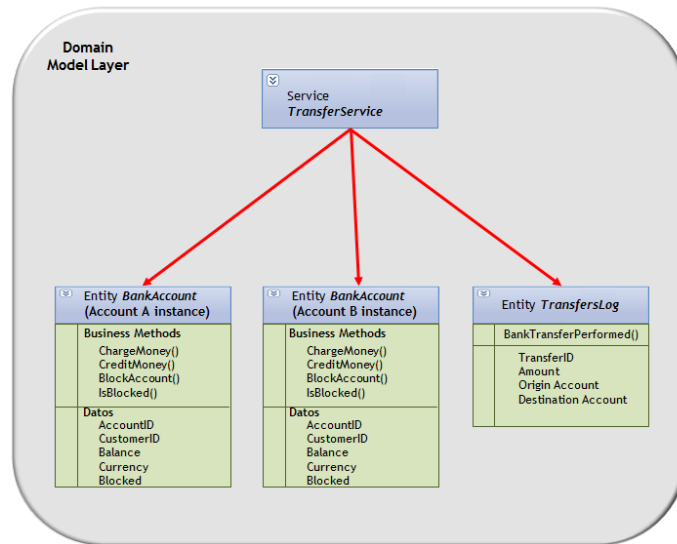 Domain
Model Layer
Service
TransferService
Entity BankAccount
(Account A instance)
Business Methods
ChargeMoney()
CreditMoney()
BlockAccount()
IsBlocked()
Datos
AccountID
CustomerID
Balance
Currency
Blocked
Entity BankAccount
(Account B instance)
Business Methods
ChargeMoney()
CreditMoney()
BlockAccount()
IsBlocked()
Datos
AccountID
CustomerID
Balance
Currency
Blocked
Entity TransfersLog
BankTransferPerformed()
TransferID
Amount
Origin Account
Destination Account